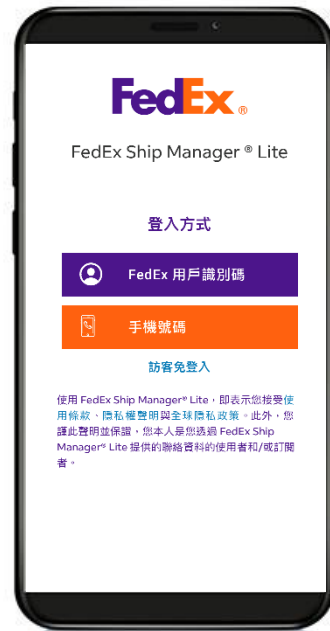 FedEx®
FedEx Ship Manager ® Lite
登入方式
FedEx 用戶識別碼
手機號碼
訪客免登入
使用 FedEx Ship Manager® Lite，即表示您接受使
用條款、隱私權聲明與全球隱私政策。此外，您
謹此聲明並保證，您本人是您透過 FedEx Ship
Manager® Lite 提供的聯絡資料的使用者和/或訂閱
者。